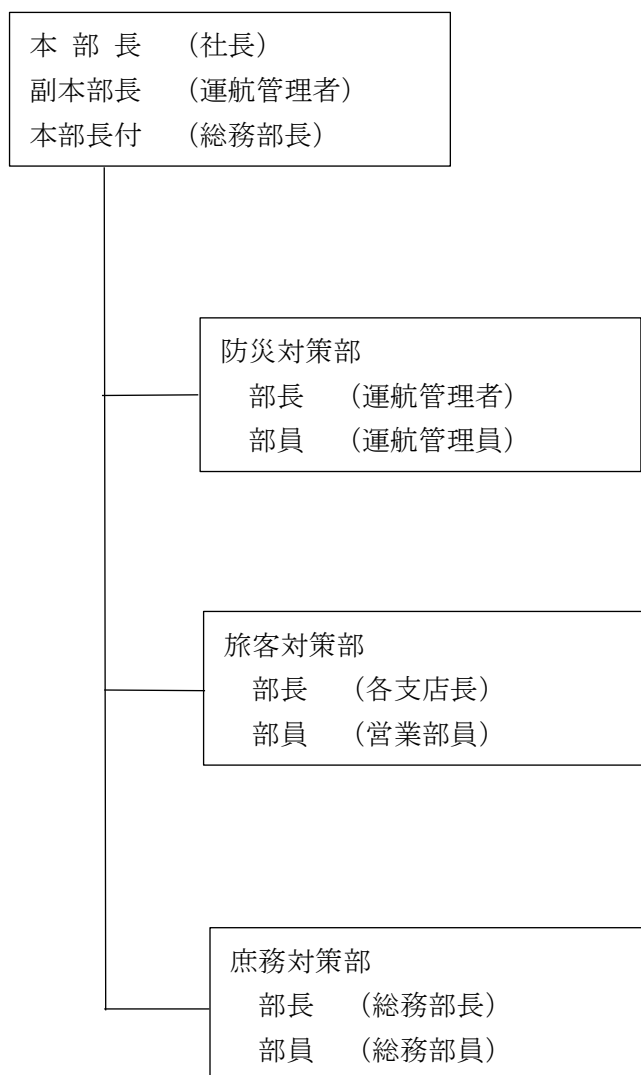 本 部 長　（社長）
副本部長　（運航管理者）
本部長付　（総務部長）
防災対策部
部長　（運航管理者）
部員　（運航管理員）
旅客対策部
部長　（各支店長）
部員　（営業部員）
庶務対策部
部長　（総務部長）
部員　（総務部員）